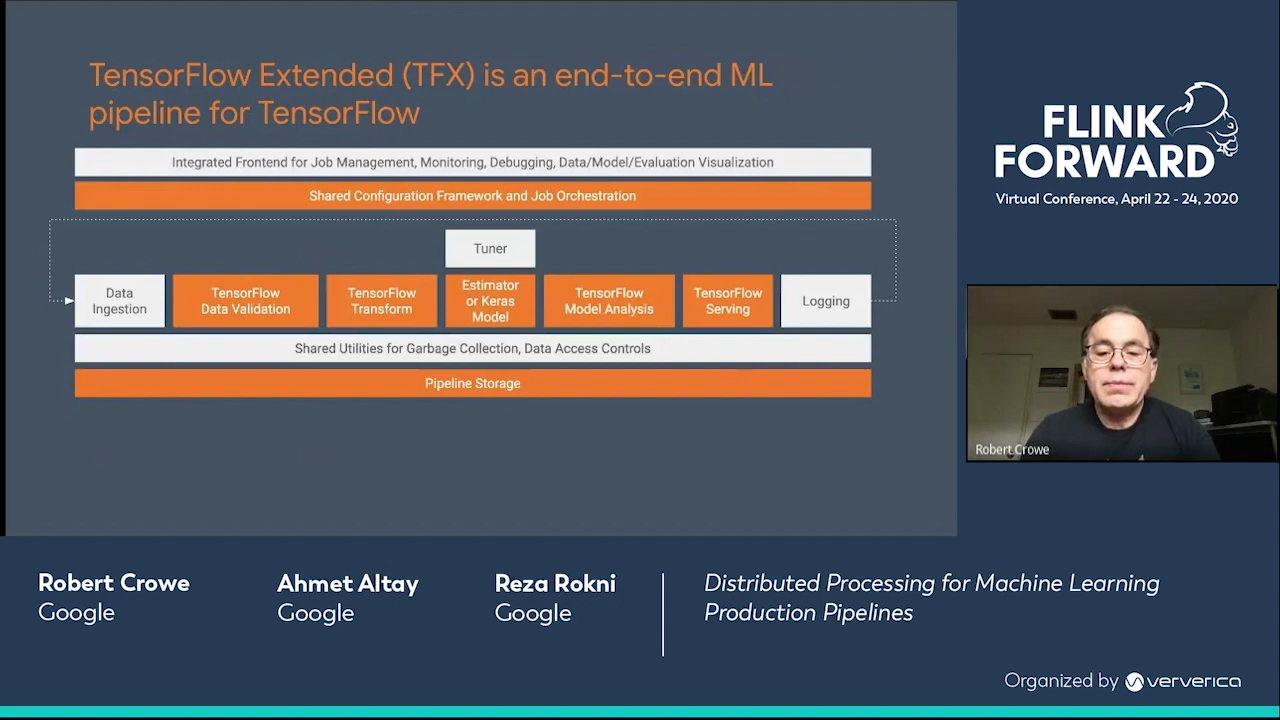 TensorFlow Extended (TFX) is an end-to-end ML
pipeline for TensorFlow
Integrated Frontend for Job Management, Monitoring, Debugging, Data/Model/Evaluation Visualization
Shared Configuration Framework and Job Orchestration
Tuner
Data
Ingestion
TensorFlow
Data Validation
TensorFlow
Transform
Estimator
or Keras
Model
TensorFlow
Model Analysis
TensorFlow
Serving
Logging
Shared Utilities for Garbage Collection, Data Access Controls
Pipeline Storage
FLINK
FORWARD
Virtual Conference, April 22 - 24, 2020
Robert Crowe
Robert Crowe
Google
Ahmet Altay
Google
Reza Rokni
Google
Distributed Processing for Machine Learning
Production Pipelines
Organized by ververica